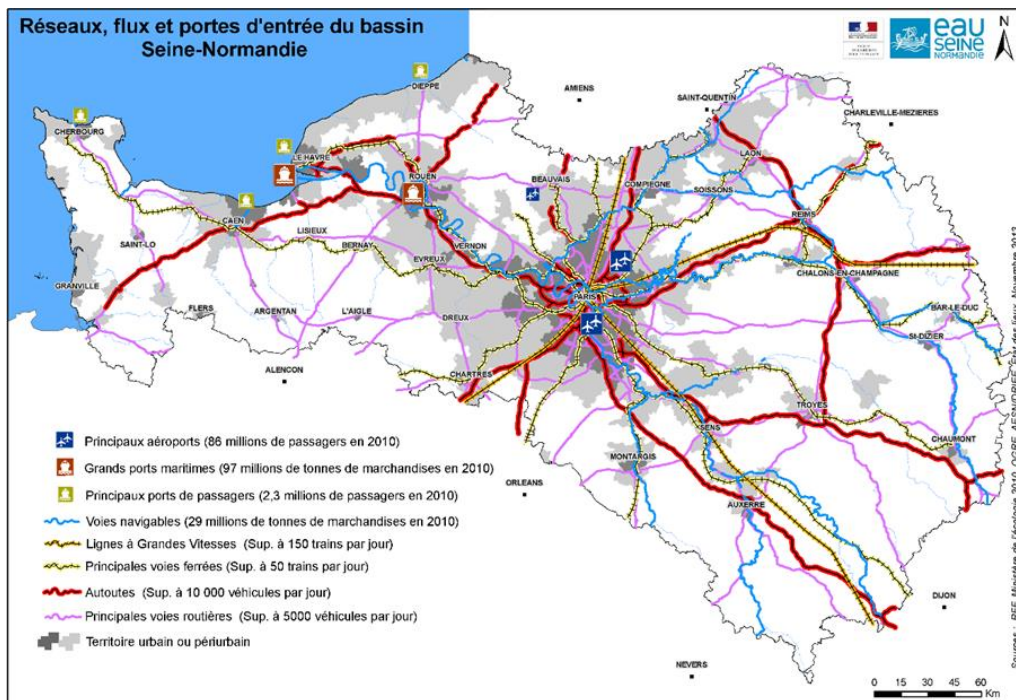 Réseaux, flux et portes d'entrée du bassin
Seine-Normandie
eau
SEINE
NORMANDIE
N
DIEPPE
AMIENS
SAINT-QUENTIN
CHARLEVILLE-MEZIERES
CHERBOURG
LE HAVRE
ROUEN
BEAUVAIS
COMPIEGNE
LAON
SOISSONS
REIMS
CAEN
SAINT-LO
LISIEUX
BERNAY
VERNON
EVREUX
PARIS
CHALONS-EN-CHAMPAGNE
GRANVILLE
FLERS
ARGENTAN
L'AIGLE
DREUX
BAR-LE-DUC
ST-DIZIER
ALENCON
CHARTRES
TROYES
SENS
CHAUMONT
MONTARGIS
ORLEANS
AUXERRE
DIJON
NEVERS
Principaux aéroports (86 millions de passagers en 2010)
Grands ports maritimes (97 millions de tonnes de marchandises en 2010)
Principaux ports de passagers (2,3 millions de passagers en 2010)
Voies navigables (29 millions de tonnes de marchandises en 2010)
Lignes à Grandes Vitesses (Sup. à 150 trains par jour)
Principales voies ferrées (Sup. à 50 trains par jour)
Autoutes (Sup. à 10 000 véhicules par jour)
Principales voies routières (Sup. à 5000 véhicules par jour)
Territoire urbain ou périurbain
0 15 30 45 60
Km